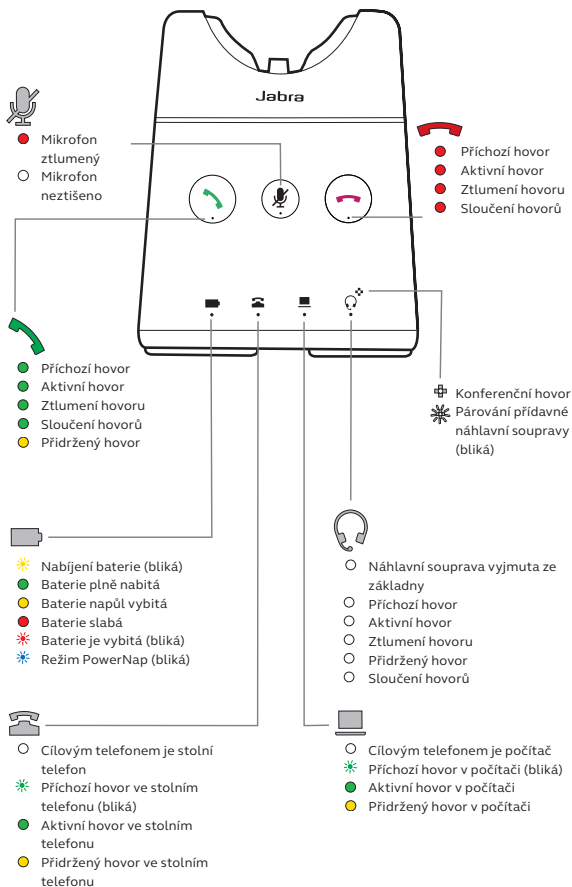 Jabra
Mikrofon
ztlumený
Mikrofon
neztišeno
Příchozí hovor
Aktivní hovor
Ztlumení hovoru
Sloučení hovorů
Příchozí hovor
Aktivní hovor
Ztlumení hovoru
Sloučení hovorů
Přidržený hovor
Konferenční hovor
Párování přídavné
náhlavní soupravy
(bliká)
Nabíjení baterie (bliká)
Baterie plně nabitá
Baterie napůl vybitá
Baterie slabá
Baterie je vybitá (bliká)
Režim PowerNap (bliká)
Náhlavní souprava vyjmuta ze
základny
Příchozí hovor
Aktivní hovor
Ztlumení hovoru
Přidržený hovor
Sloučení hovorů
Cílovým telefonem je stolní
telefon
Příchozí hovor ve stolním
telefonu (bliká)
Aktivní hovor ve stolním
telefonu
Přidržený hovor ve stolním
telefonu
Cílovým telefonem je počítač
Příchozí hovor v počítači (bliká)
Aktivní hovor v počítači
Přidržený hovor v počítači